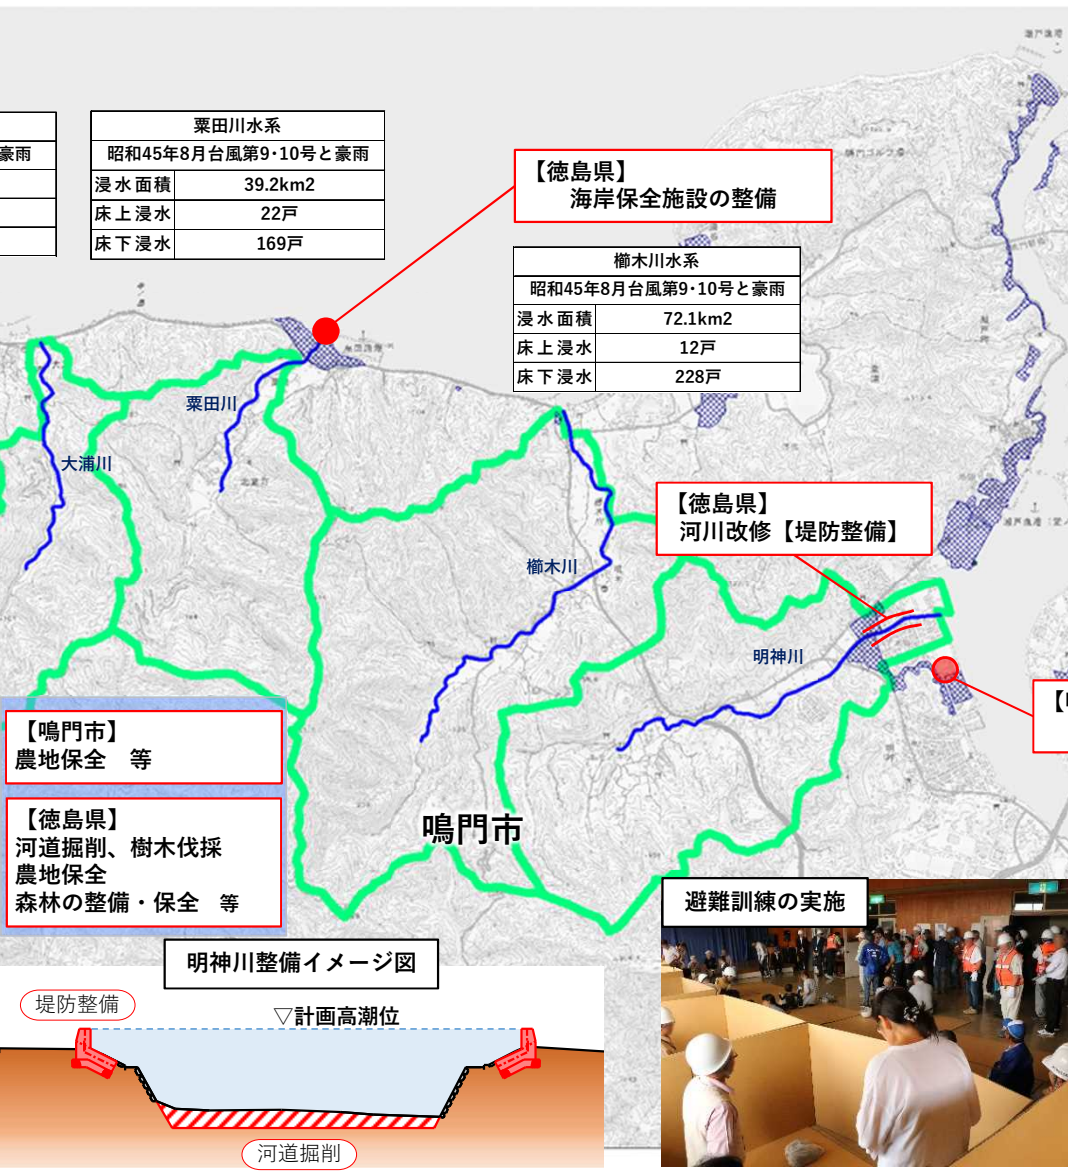 豪雨
粟田川水系
昭和45年8月台風第9・10号と豪雨
浸水面積 39.2km2
床上浸水 22戸
床下浸水 169戸
【徳島県】
海岸保全施設の整備
櫛木川水系
昭和45年8月台風第9・10号と豪雨
浸水面積 72.1km2
床上浸水 12戸
床下浸水 228戸
粟田川
大浦川
【徳島県】
河川改修【堤防整備】
櫛木川
明神川
【鳴門市】
農地保全 等
【徳島県】
河道掘削、樹木伐採
農地保全
森林の整備・保全 等
鳴門市
避難訓練の実施
明神川整備イメージ図
堤防整備
▽計画高潮位
河道掘削